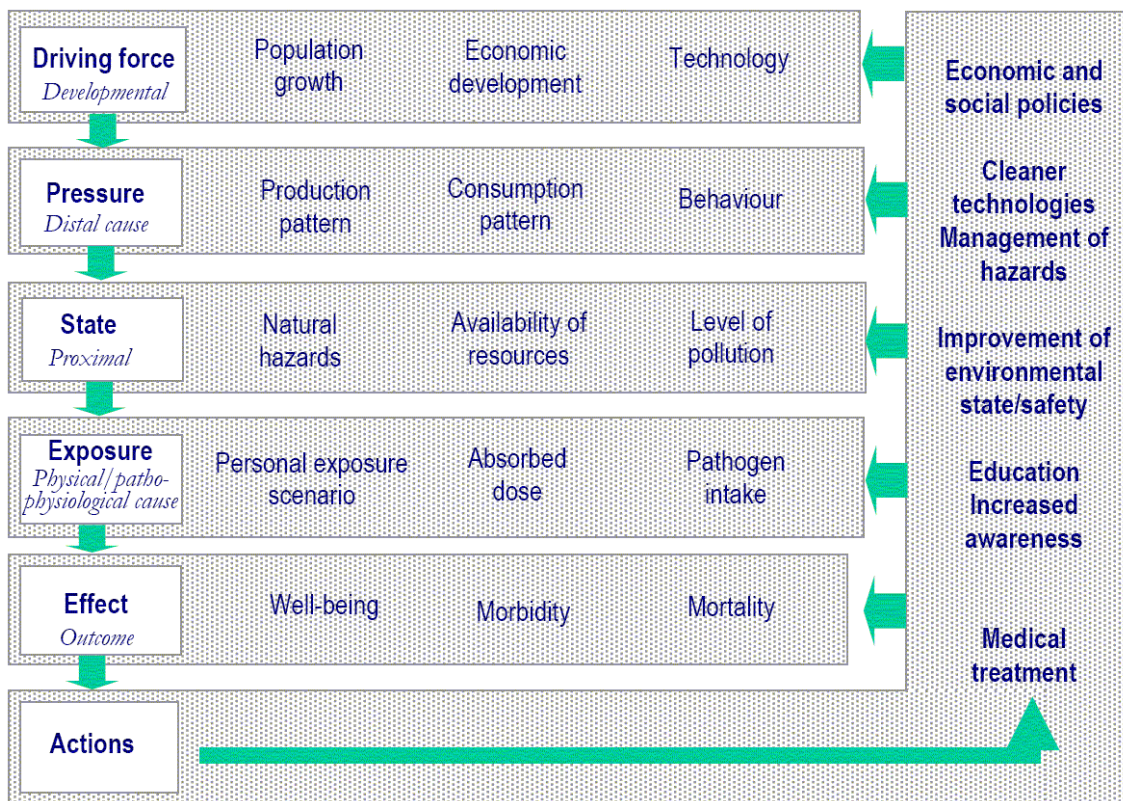 Driving force
Developmental
Population
growth
Economic
development
Technology
Pressure
Distal cause
Production
pattern
Consumption
pattern
Behaviour
State
Proximal
Natural
hazards
Availability of
resources
Level of
pollution
Exposure
Physical/patho-
physiological cause
Personal exposure
scenario
Absorbed
dose
Pathogen
intake
Effect
Outcome
Well-being
Morbidity
Mortality
Actions
Economic and
social policies
Cleaner
technologies
Management of
hazards
Improvement of
environmental
state/safety
Education
Increased
awareness
Medical
treatment